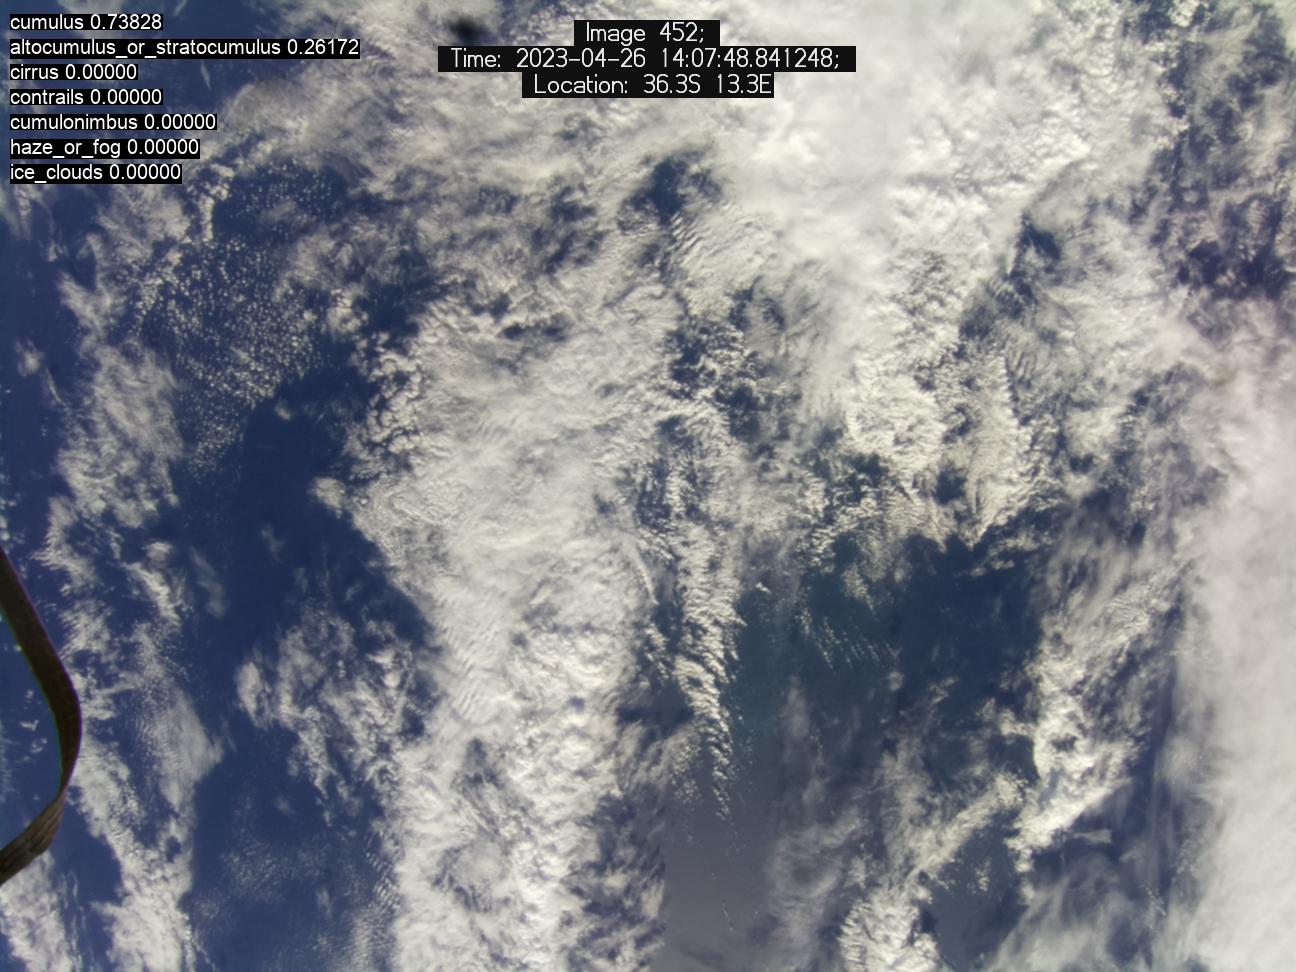 cumulus 0.73828
altocumulus_or_stratocumulus 0.26172
cirrus 0.00000
contrails 0.00000
cumulonimbus 0.00000
haze_or_fog 0.00000
ice_clouds 0.00000
Image 452;
Time: 2023-04-26 14:07:48.841248;
Location: 36.3S 13.3E